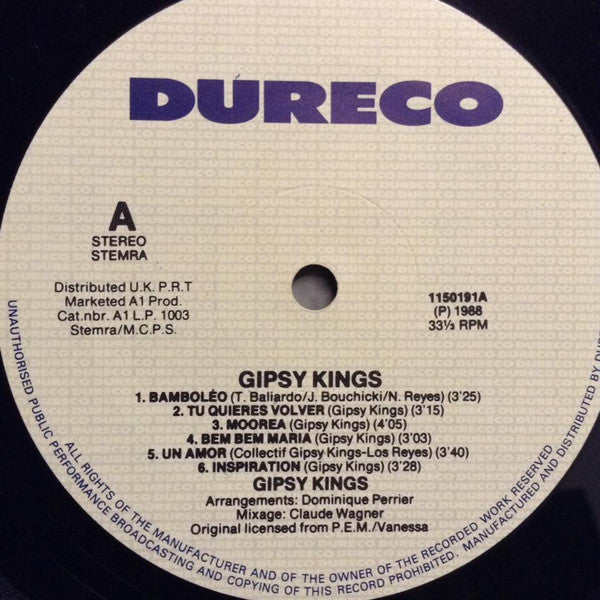 DURECO
A
STEREO
STEMRA
Distributed U.K. P.R.T
Marketed A1 Prod.
Cat.nbr. A1 L.P. 1003
Stemra/M.C.P.S.
1150191A
(P) 1988
33⅓ RPM
GIPSY KINGS
1. BAMBOLÉO (T. Baliardo/J. Bouchicki/N. Reyes) (3'25)
2. TU QUIERES VOLVER (Gipsy Kings) (3'15)
3. MOOREA (Gipsy Kings) (4'05)
4. BEM BEM MARIA (Gipsy Kings) (3'03)
5. UN AMOR (Collectif Gipsy Kings-Los Reyes) (3'40)
6. INSPIRATION (Gipsy Kings) (3'28)
GIPSY KINGS
Arrangements: Dominique Perrier
Mixage: Claude Wagner
Original licensed from P.E.M./Vanessa
ALL RIGHTS OF THE MANUFACTURER AND OF THE OWNER OF THE RECORDED WORK RESERVED
UNAUTHORISED PUBLIC PERFORMANCE BROADCASTING AND COPYING OF THIS RECORD PROHIBITED. MANUFACTURED AND DISTRIBUTED BY